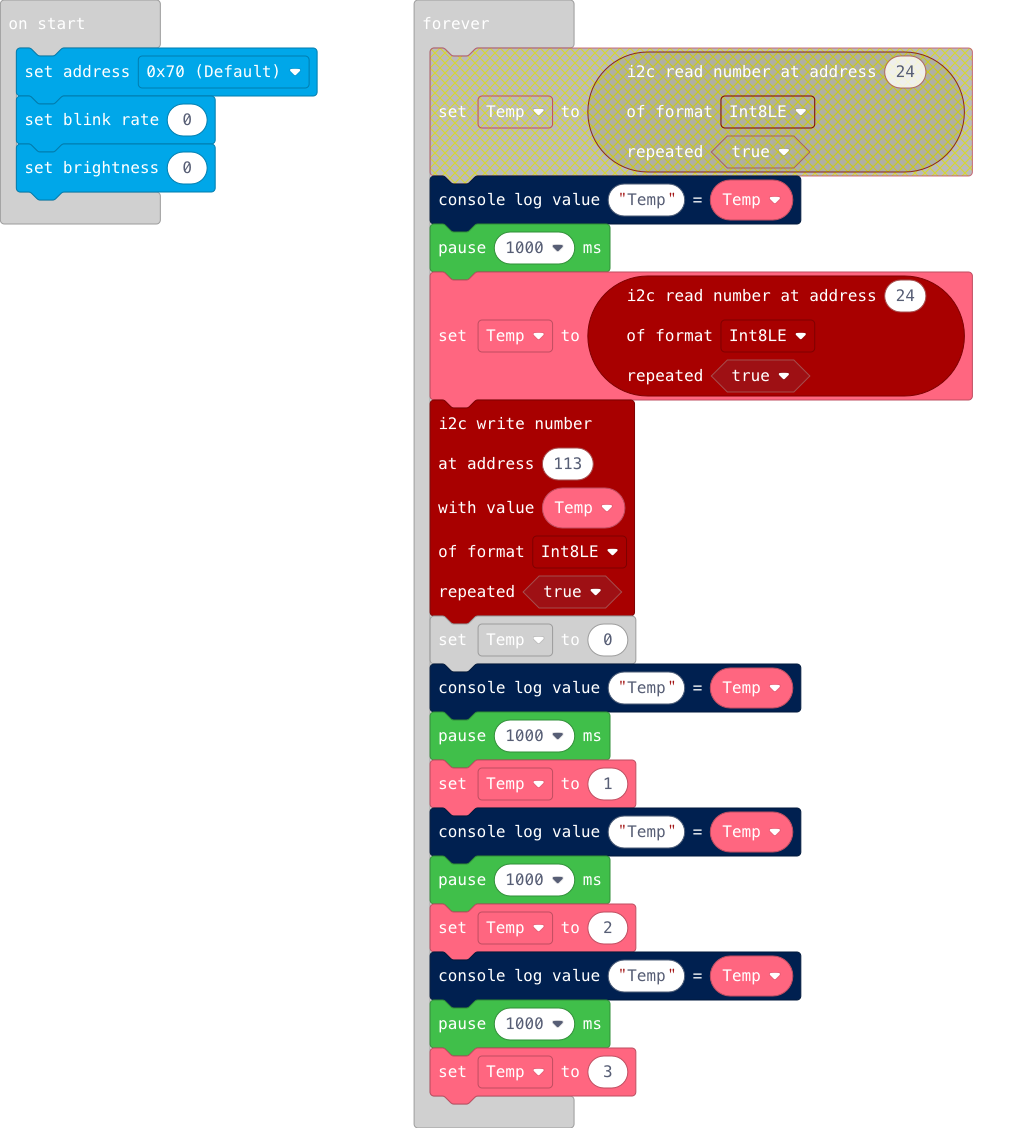 on start
set address 0x70 (Default)
set blink rate 0
set brightness 0
forever
i2c read number at address 24
set Temp to of format Int8LE
repeated true
console log value "Temp" = Temp
pause 1000 ms
i2c read number at address 24
set Temp to of format Int8LE
repeated true
i2c write number
at address 113
with value Temp
of format Int8LE
repeated true
set Temp to 0
console log value "Temp" = Temp
pause 1000 ms
set Temp to 1
console log value "Temp" = Temp
pause 1000 ms
set Temp to 2
console log value "Temp" = Temp
pause 1000 ms
set Temp to 3